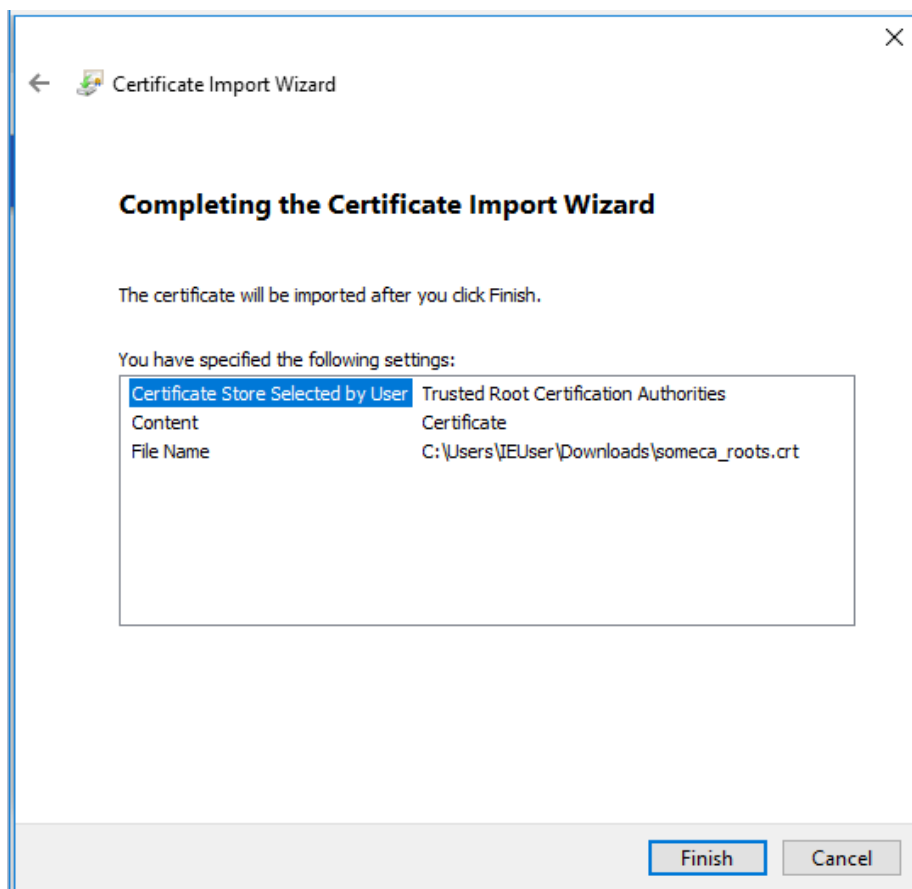 Certificate Import Wizard
Completing the Certificate Import Wizard
The certificate will be imported after you click Finish.
You have specified the following settings:
Certificate Store Selected by User Trusted Root Certification Authorities
Content Certificate
File Name C:\Users\IEUser\Downloads\someca_roots.crt
Finish Cancel